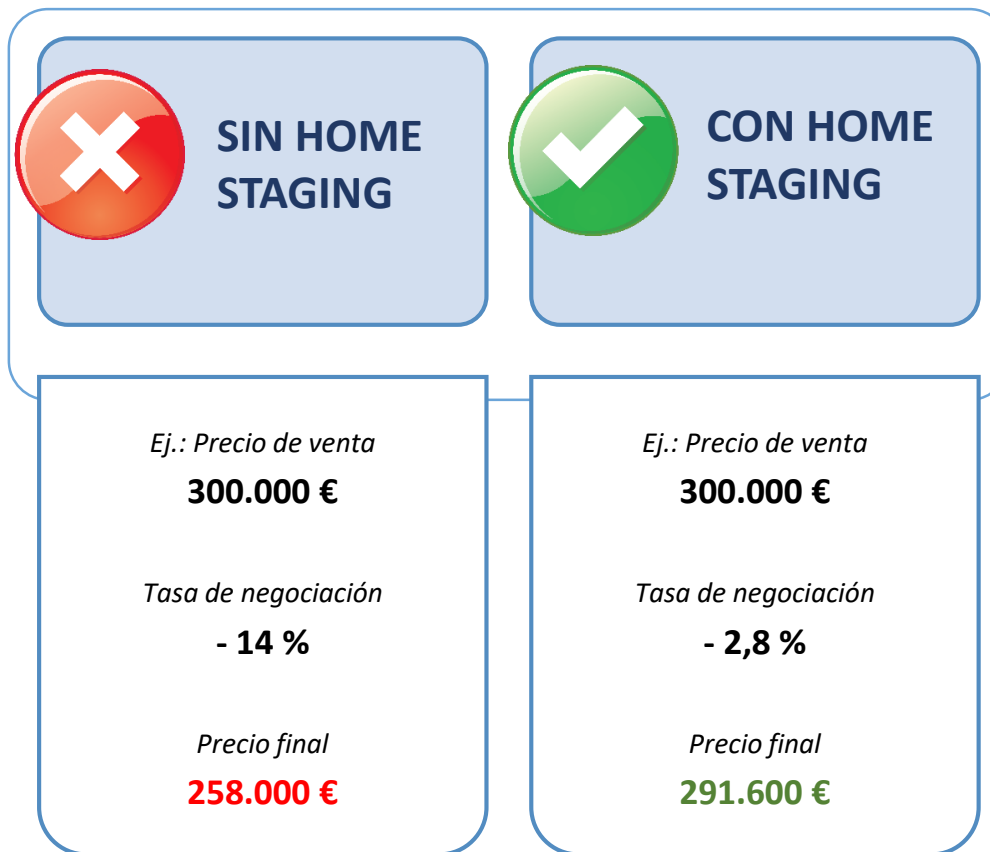 SIN HOME
STAGING
CON HOME
STAGING
Ej.: Precio de venta
300.000 €
Tasa de negociación
- 14 %
Precio final
258.000 €
Ej.: Precio de venta
300.000 €
Tasa de negociación
- 2,8 %
Precio final
291.600 €